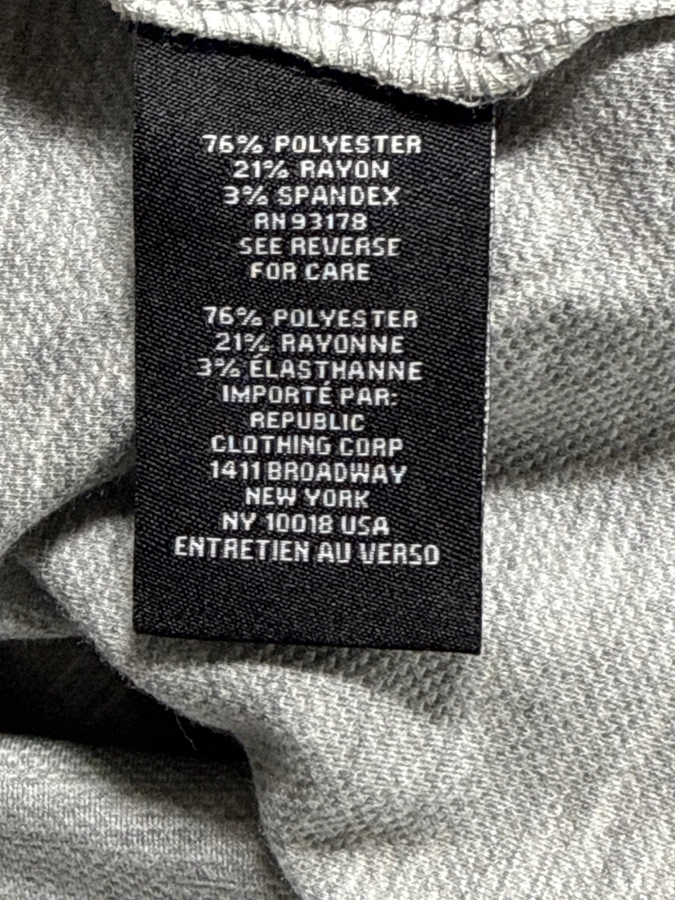 76% POLYESTER
21% RAYON
3% SPANDEX
RN 93178
SEE REVERSE
FOR CARE
76% POLYESTER
21% RAYONNE
3% ÉLASTHANNE
IMPORTÉ PAR:
REPUBLIC
CLOTHING CORP
1411 BROADWAY
NEW YORK
NY 10018 USA
ENTRETIEN AU VERSO